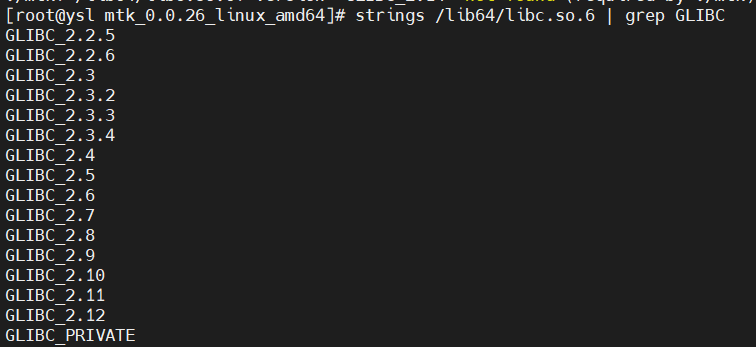 [root@ysl mtk_0.0.26_linux_amd64]# strings /lib64/libc.so.6 | grep GLIBC
GLIBC_2.2.5
GLIBC_2.2.6
GLIBC_2.3
GLIBC_2.3.2
GLIBC_2.3.3
GLIBC_2.3.4
GLIBC_2.4
GLIBC_2.5
GLIBC_2.6
GLIBC_2.7
GLIBC_2.8
GLIBC_2.9
GLIBC_2.10
GLIBC_2.11
GLIBC_2.12
GLIBC_PRIVATE